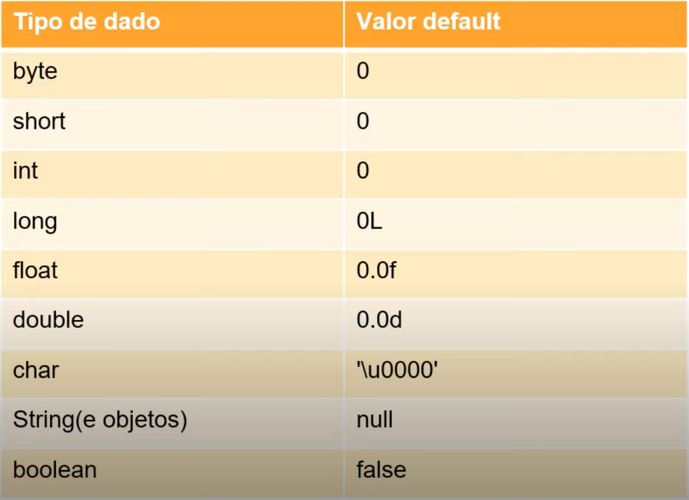 Tipo de dado Valor default
byte 0
short 0
int 0
long 0L
float 0.0f
double 0.0d
char '\u0000'
String(e objetos) null
boolean false